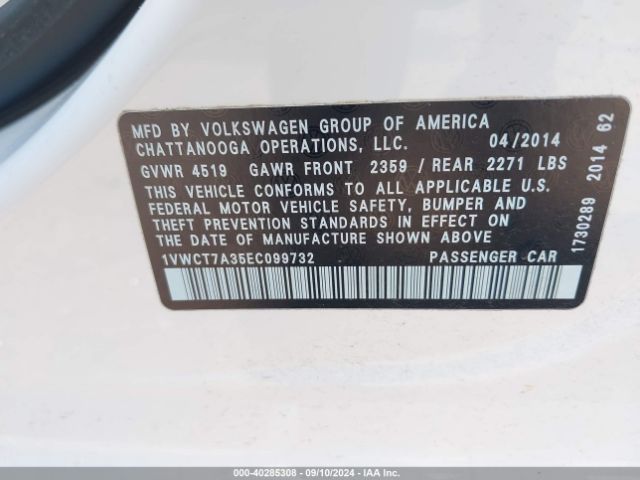 MFD BY VOLKSWAGEN GROUP OF AMERICA
CHATTANOOGA OPERATIONS, LLC. 04/2014
GVWR 4519 GAWR FRONT 2359 / REAR 2271 LBS
THIS VEHICLE CONFORMS TO ALL APPLICABLE U.S.
FEDERAL MOTOR VEHICLE SAFETY, BUMPER AND
THEFT PREVENTION STANDARDS IN EFFECT ON
DATE OF MANUFACTURE SHOWN ABOVE
1VWCT7A35EC099732 PASSENGER CAR
1730289 2014 62
000-40285308 - 09/10/2024 - IAA Inc.